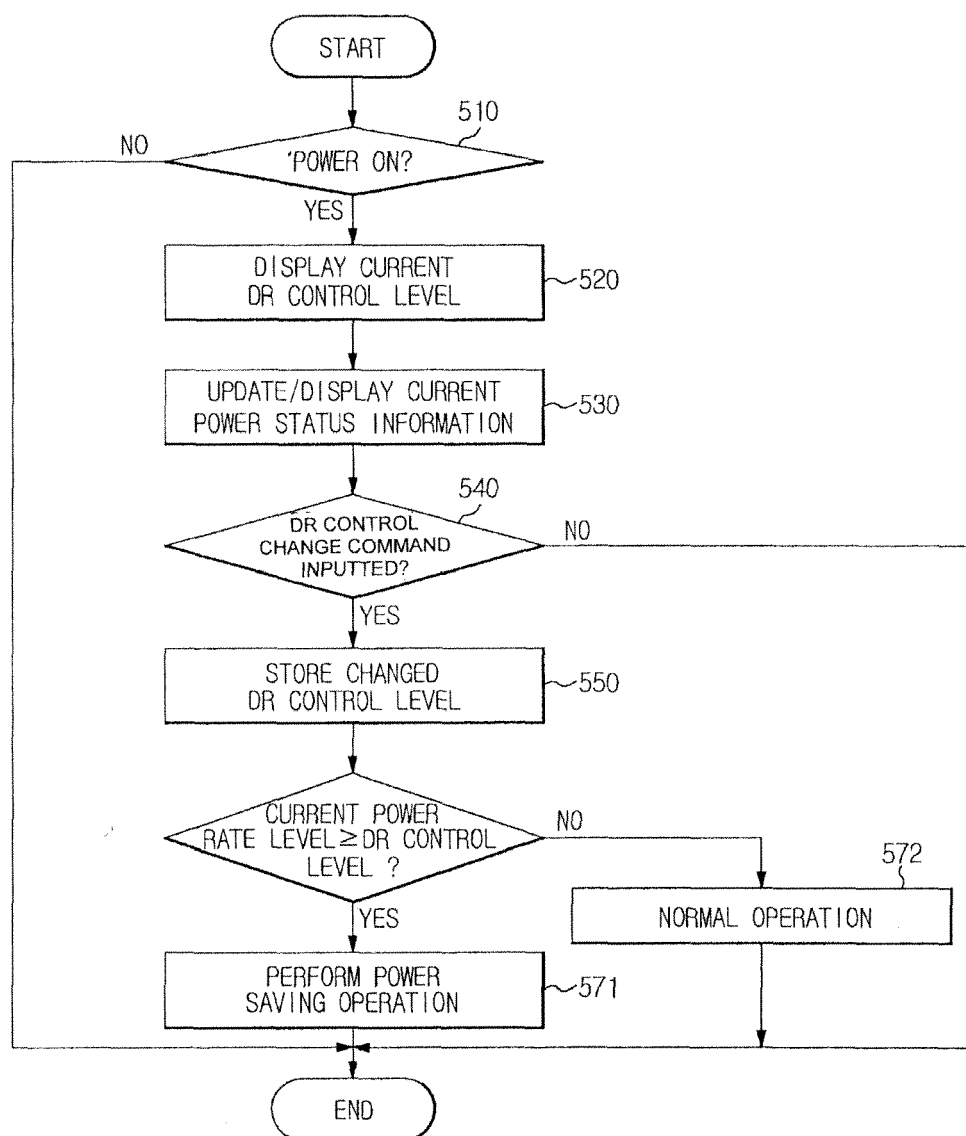 START
510
NO
'POWER ON?
YES
DISPLAY CURRENT
DR CONTROL LEVEL
520
UPDATE/DISPLAY CURRENT
POWER STATUS INFORMATION
530
540
DR CONTROL
CHANGE COMMAND
INPUTTED?
NO
YES
STORE CHANGED
DR CONTROL LEVEL
550
CURRENT POWER
RATE LEVEL≧DR CONTROL
LEVEL ?
NO
YES
572
NORMAL OPERATION
PERFORM POWER
SAVING OPERATION
571
END